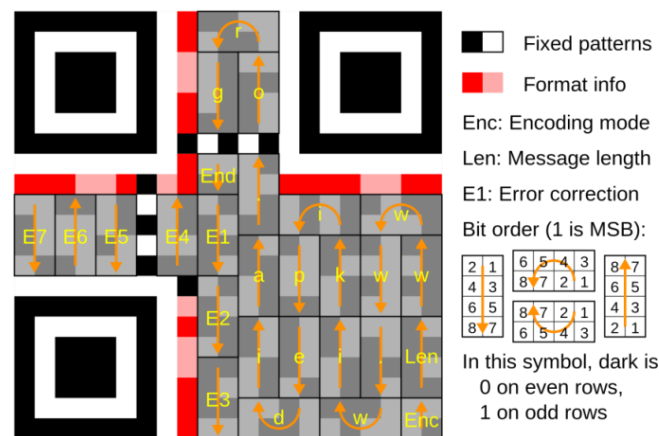 r
g o
Fixed patterns
Format info
Enc: Encoding mode
Len: Message length
E1: Error correction
Bit order (1 is MSB):
End .
i w
E7 E6 E5 E4 E1
a p k w w
E2
i e i . Len
E3
d w Enc
2 1
4 3
6 5
8 7
6 5 4 3
8 7 2 1
8 7 2 1
6 5 4 3
8 7
6 5
4 3
2 1
In this symbol, dark is
0 on even rows,
1 on odd rows